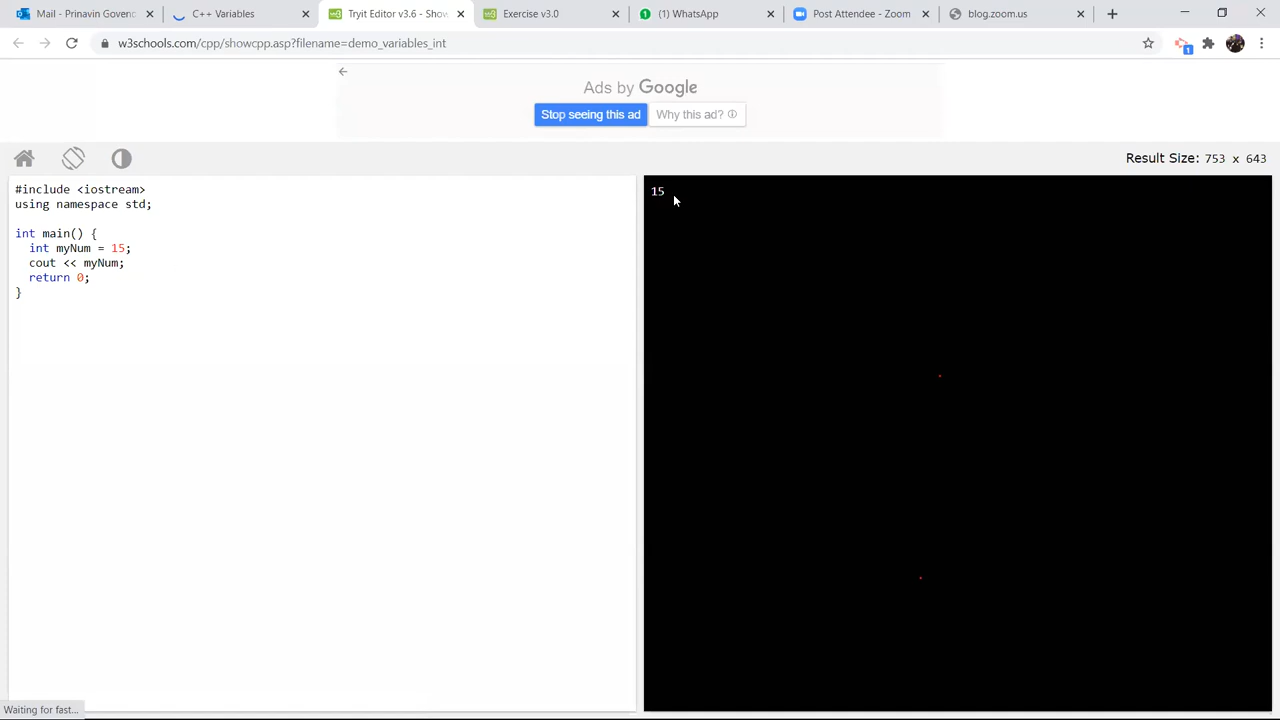 Mail - Prinavin Govenc
C++ Variables
Tryit Editor v3.6 - Show
Exercise v3.0
(1) WhatsApp
Post Attendee - Zoom
blog.zoom.us
w3schools.com/cpp/showcpp.asp?filename=demo_variables_int
1
Ads by Google
Stop seeing this ad
Why this ad?
Result Size: 753 x 643
#include <iostream>
using namespace std;
int main() {
int myNum = 15;
cout << myNum;
return 0;
}
15
Waiting for fast...